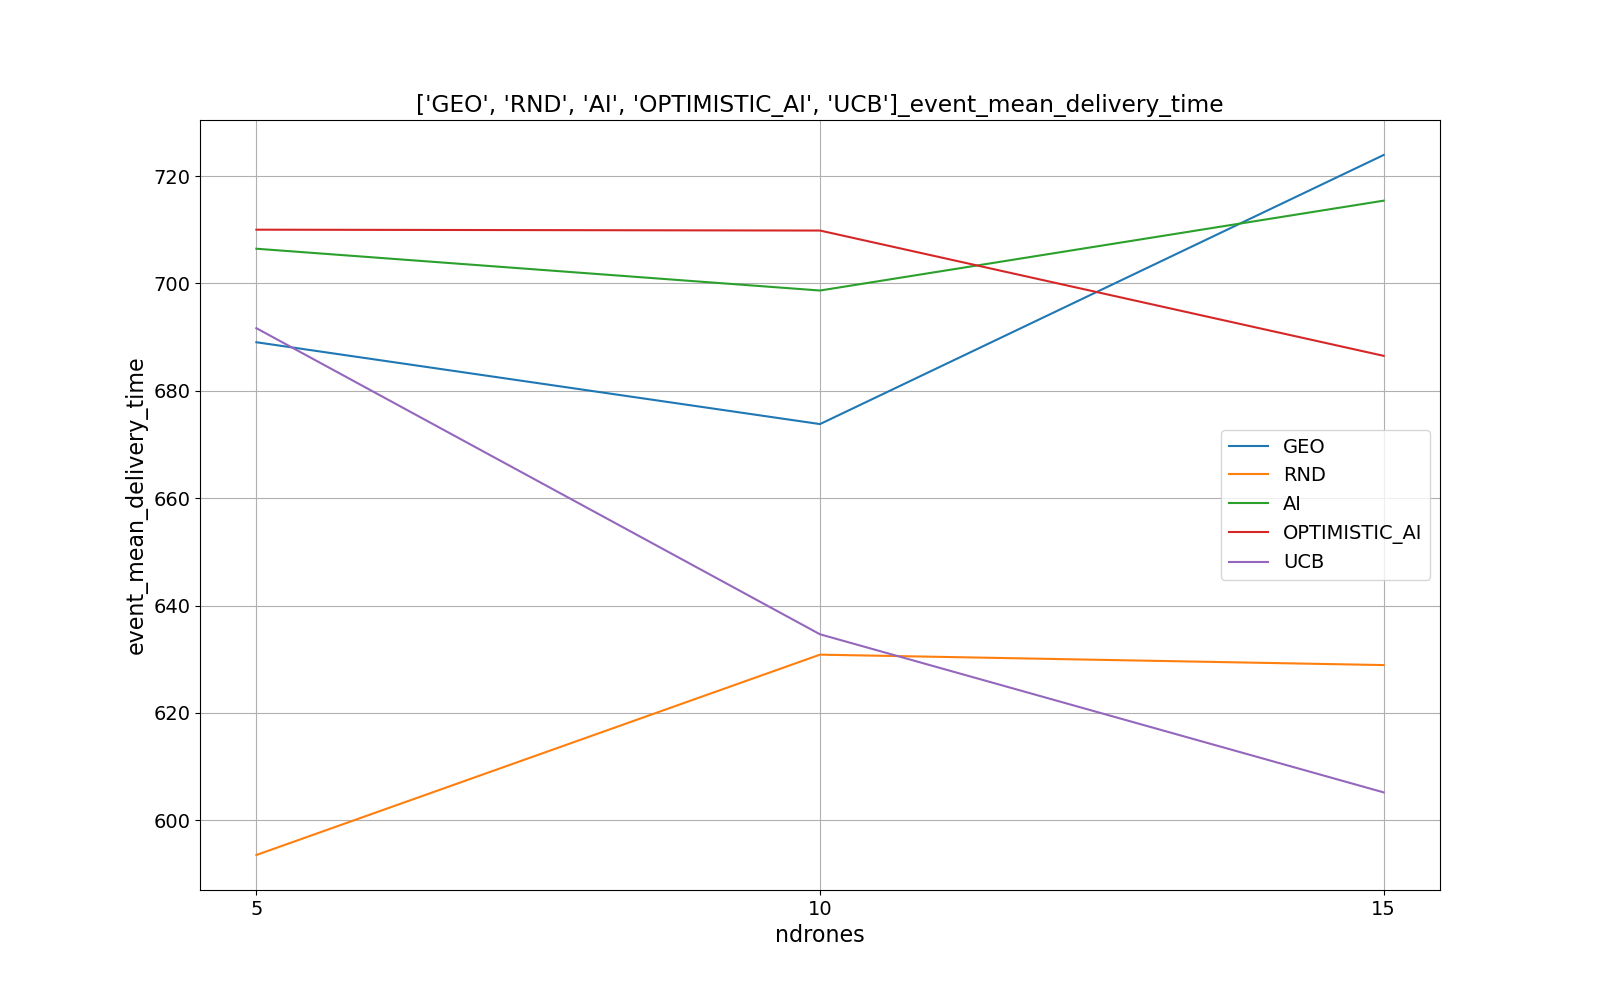 ['GEO', 'RND', 'AI', 'OPTIMISTIC_AI', 'UCB']_event_mean_delivery_time
event_mean_delivery_time
720
700
680
660
640
620
600
GEO
RND
AI
OPTIMISTIC_AI
UCB
5 10 15
ndrones